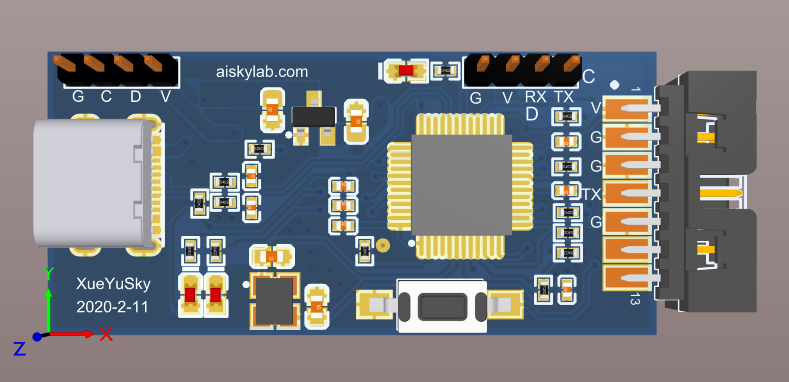 aiskylab.com
G C D V
G V RX TX
C
D
1
V
G
G
TX
G
13
XueYuSky
2020-2-11
Y
X
Z